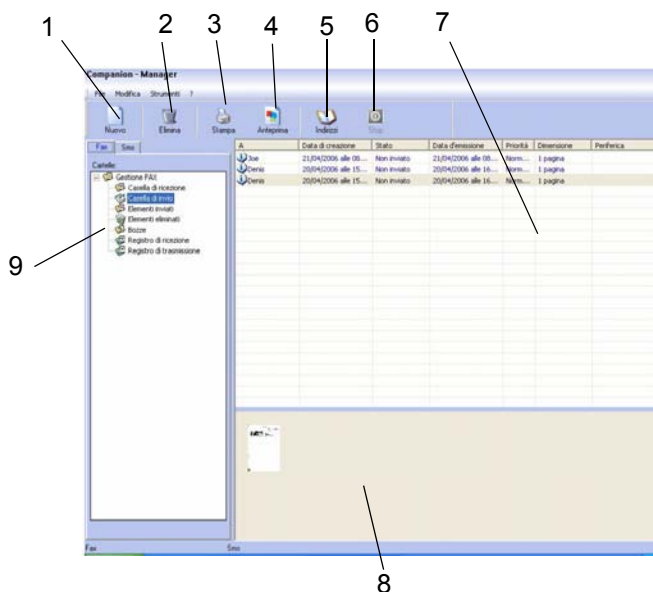 1
2
3
4
5
6
7
Companion - Manager
File Modifica Strumenti ?
Nuovo Elimina Stampa Anteprima Indirizzi Stop
Fax Sms
Cartelle:
Gestione FAX
Casella di ricezione
Casella di invio
Elementi inviati
Elementi eliminati
Bozze
Registro di ricezione
Registro di trasmissione
A Data di creazione Stato Data d'emissione Priorità Dimensione Periferica
Joe 21/04/2006 alle 08.... Non inviato 21/04/2006 alle 08.... Norm... 1 pagina
Denis 20/04/2006 alle 15.... Non inviato 20/04/2006 alle 16.... Norm... 1 pagina
Denis 20/04/2006 alle 15.... Non inviato 20/04/2006 alle 16.... Norm... 1 pagina
9
Fax Sms
8